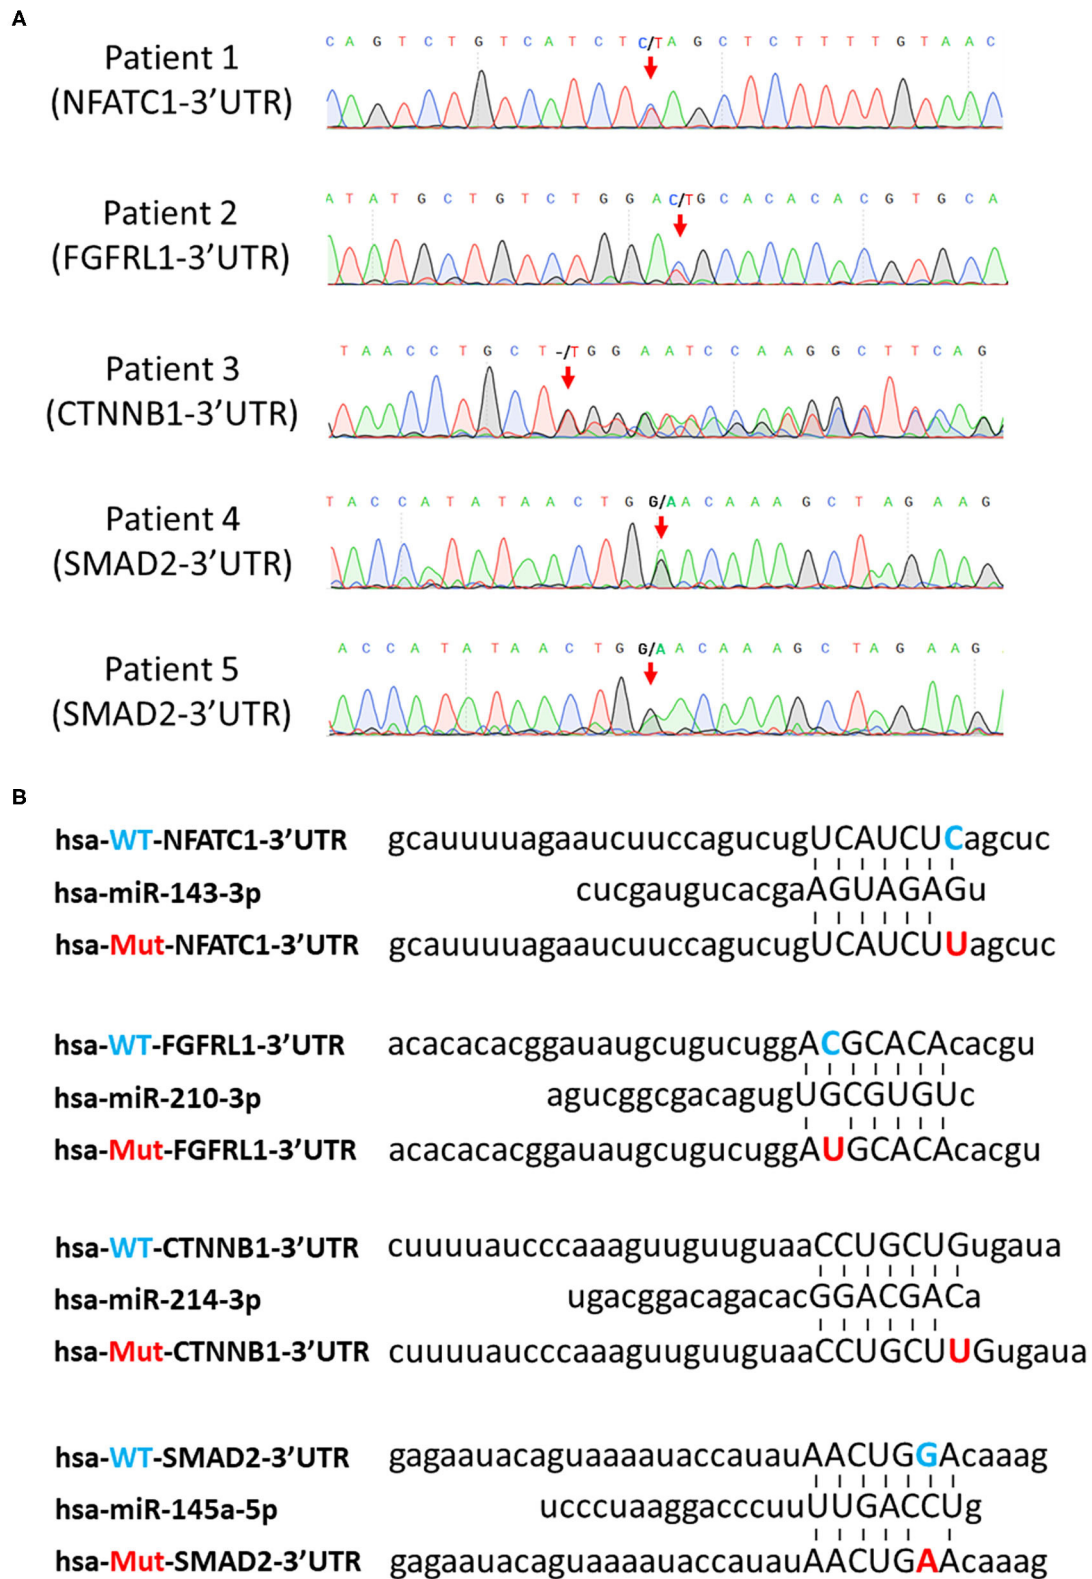 A
Patient 1
(NFATC1-3'UTR)
C A G T C T G T C A T C T C/T A G C T C T T T T G T A A C
Patient 2
(FGFRL1-3'UTR)
A T A T G C T G T C T G G A C/T G C A C A C A C G T G C A
Patient 3
(CTNNB1-3'UTR)
T A A C C T G C T -/T G G A A T C C A A G G C T T C A G
Patient 4
(SMAD2-3'UTR)
T A C C A T A T A A C T G G/A A C A A A G C T A G A A G
Patient 5
(SMAD2-3'UTR)
A C C A T A T A A C T G G/A A C A A A G C T A G A A G
B
hsa-WT-NFATC1-3'UTR gcauuuuagaaucuuccagucugUCAUCUCagcuc
hsa-miR-143-3p cucgaugucacgaAGUAGAGu
hsa-Mut-NFATC1-3'UTR gcauuuuagaaucuuccagucugUCAUCUUagcuc
hsa-WT-FGFRL1-3'UTR acacacacggauaugcugucuggACGCACAcacgu
hsa-miR-210-3p agucggcgacagugUGCGUGUc
hsa-Mut-FGFRL1-3'UTR acacacacggauaugcugucuggAUGCACAcacgu
hsa-WT-CTNNB1-3'UTR cuuuuaucccaaaguuguuguaaCCUGCUGugaua
hsa-miR-214-3p ugacggacagacacGGACGACa
hsa-Mut-CTNNB1-3'UTR cuuuuaucccaaaguuguuguaaCCUGCUUGugaua
hsa-WT-SMAD2-3'UTR gagaauacaguaaaauaccauauAACUGGAcaaag
hsa-miR-145a-5p ucccuaaggacccuuUUGACCUg
hsa-Mut-SMAD2-3'UTR gagaauacaguaaaauaccauauAACUGAAcaaag